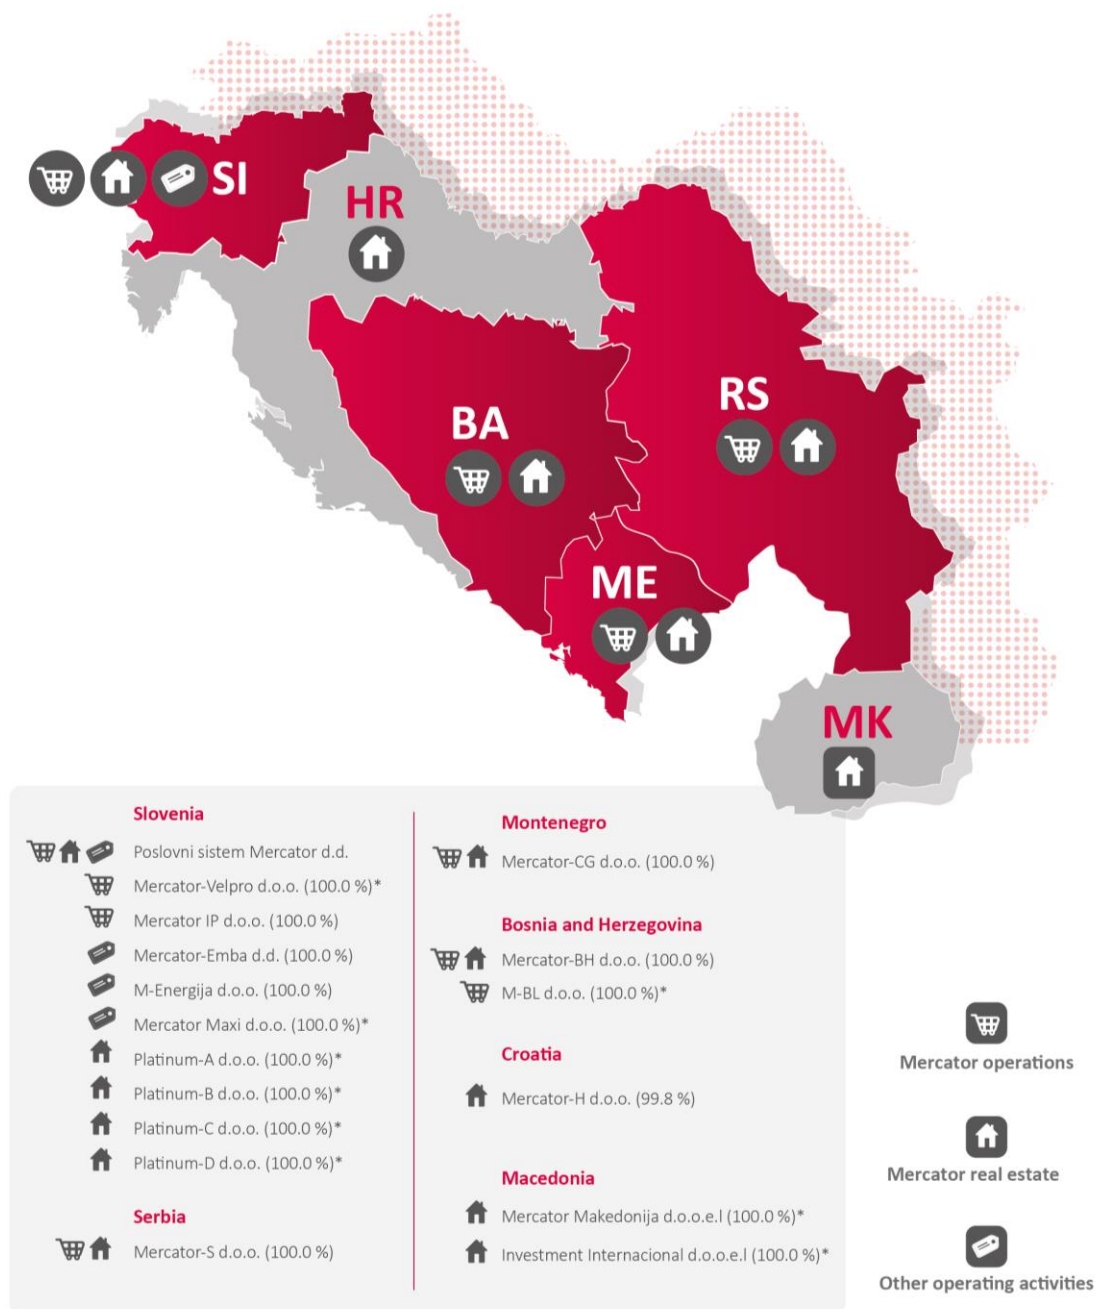 SI
HR
RS
BA
ME
MK
Slovenia
Poslovni sistem Mercator d.d.
Mercator-Velpro d.o.o. (100.0 %)*
Mercator IP d.o.o. (100.0 %)
Mercator-Emba d.d. (100.0 %)
M-Energija d.o.o. (100.0 %)
Mercator Maxi d.o.o. (100.0 %)*
Platinum-A d.o.o. (100.0 %)*
Platinum-B d.o.o. (100.0 %)*
Platinum-C d.o.o. (100.0 %)*
Platinum-D d.o.o. (100.0 %)*
Serbia
Mercator-S d.o.o. (100.0 %)
Montenegro
Mercator-CG d.o.o. (100.0 %)
Bosnia and Herzegovina
Mercator-BH d.o.o. (100.0 %)
M-BL d.o.o. (100.0 %)*
Croatia
Mercator-H d.o.o. (99.8 %)
Macedonia
Mercator Makedonija d.o.o.e.l (100.0 %)*
Investment Internacional d.o.o.e.l (100.0 %)*
Mercator operations
Mercator real estate
Other operating activities